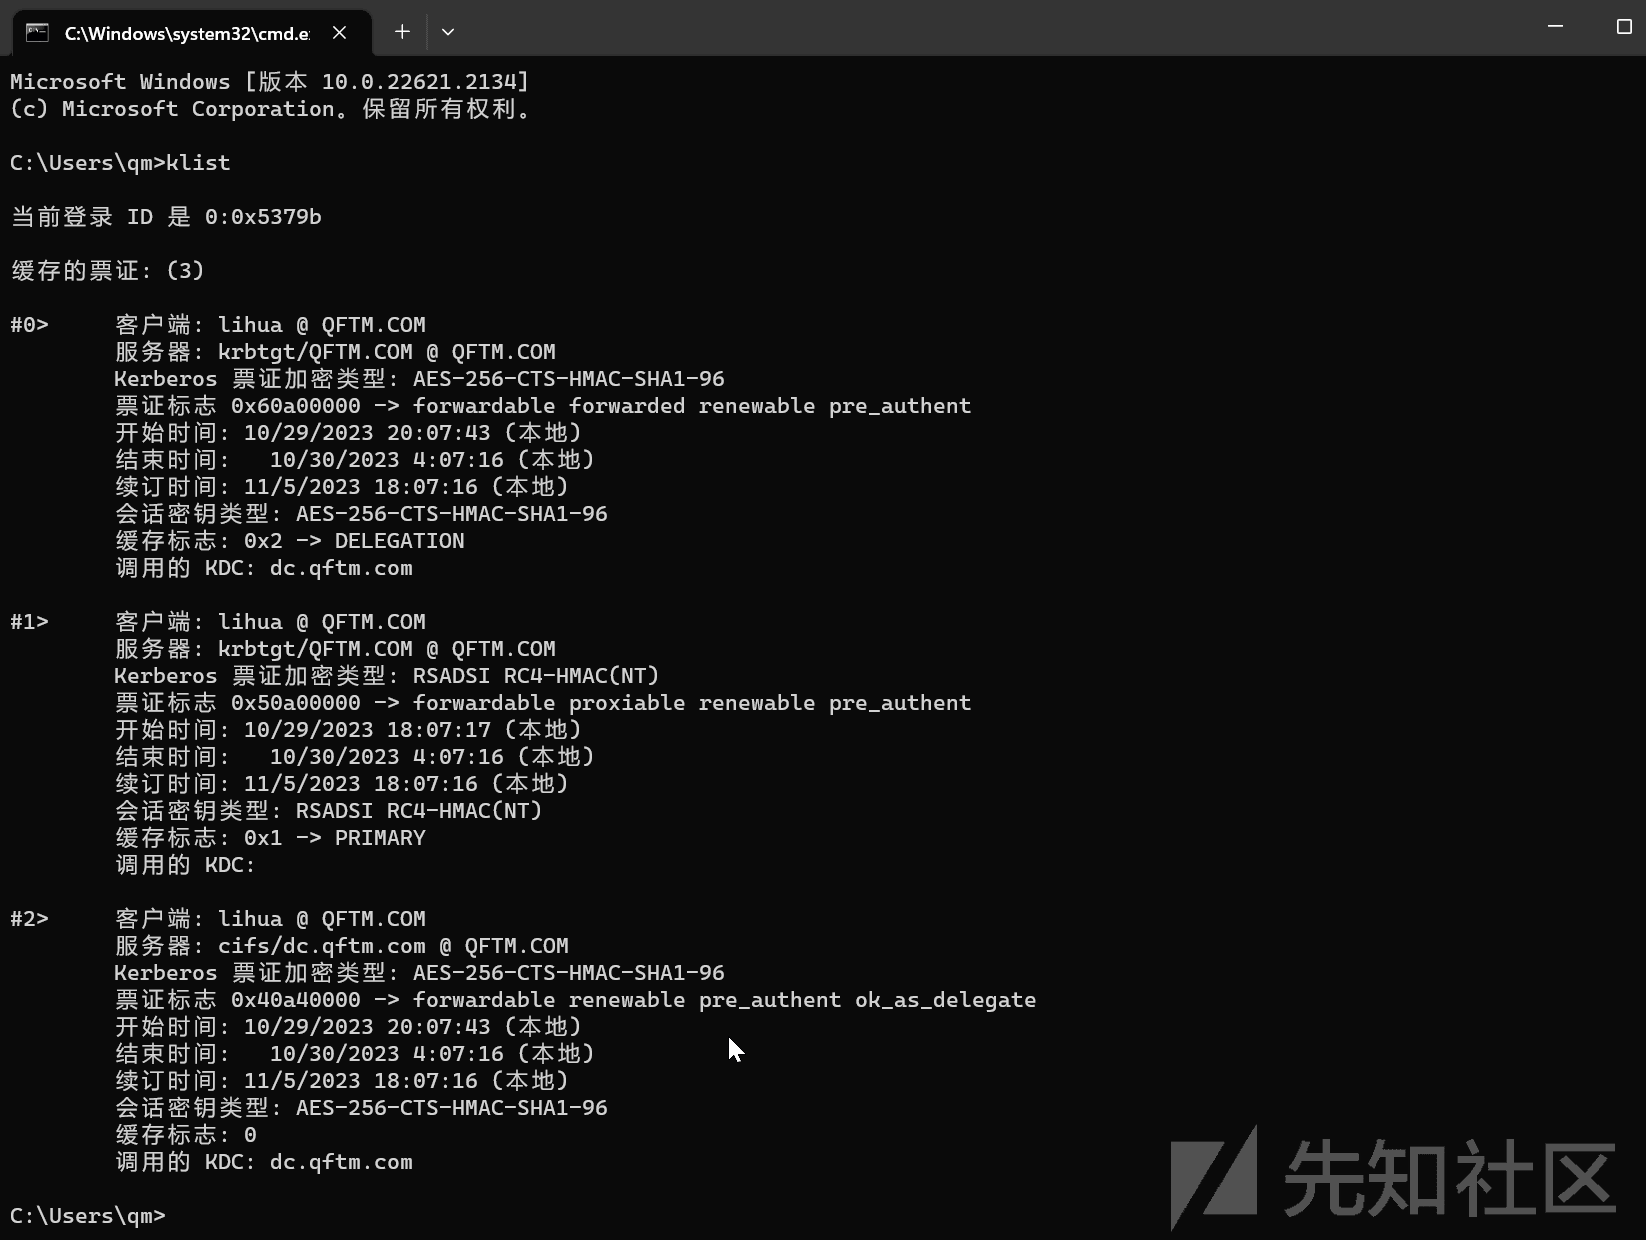 C:\Windows\system32\cmd.e
Microsoft Windows [版本 10.0.22621.2134]
(c) Microsoft Corporation。保留所有权利。
C:\Users\qm>klist
当前登录 ID 是 0:0x5379b
缓存的票证: (3)
#0> 客户端: lihua @ QFTM.COM
服务器: krbtgt/QFTM.COM @ QFTM.COM
Kerberos 票证加密类型: AES-256-CTS-HMAC-SHA1-96
票证标志 0x60a00000 -> forwardable forwarded renewable pre_authent
开始时间: 10/29/2023 20:07:43 (本地)
结束时间: 10/30/2023 4:07:16 (本地)
续订时间: 11/5/2023 18:07:16 (本地)
会话密钥类型: AES-256-CTS-HMAC-SHA1-96
缓存标志: 0x2 -> DELEGATION
调用的 KDC: dc.qftm.com
#1> 客户端: lihua @ QFTM.COM
服务器: krbtgt/QFTM.COM @ QFTM.COM
Kerberos 票证加密类型: RSADSI RC4-HMAC(NT)
票证标志 0x50a00000 -> forwardable proxiable renewable pre_authent
开始时间: 10/29/2023 18:07:17 (本地)
结束时间: 10/30/2023 4:07:16 (本地)
续订时间: 11/5/2023 18:07:16 (本地)
会话密钥类型: RSADSI RC4-HMAC(NT)
缓存标志: 0x1 -> PRIMARY
调用的 KDC:
#2> 客户端: lihua @ QFTM.COM
服务器: cifs/dc.qftm.com @ QFTM.COM
Kerberos 票证加密类型: AES-256-CTS-HMAC-SHA1-96
票证标志 0x40a40000 -> forwardable renewable pre_authent ok_as_delegate
开始时间: 10/29/2023 20:07:43 (本地)
结束时间: 10/30/2023 4:07:16 (本地)
续订时间: 11/5/2023 18:07:16 (本地)
会话密钥类型: AES-256-CTS-HMAC-SHA1-96
缓存标志: 0
调用的 KDC: dc.qftm.com
C:\Users\qm>
先知社区